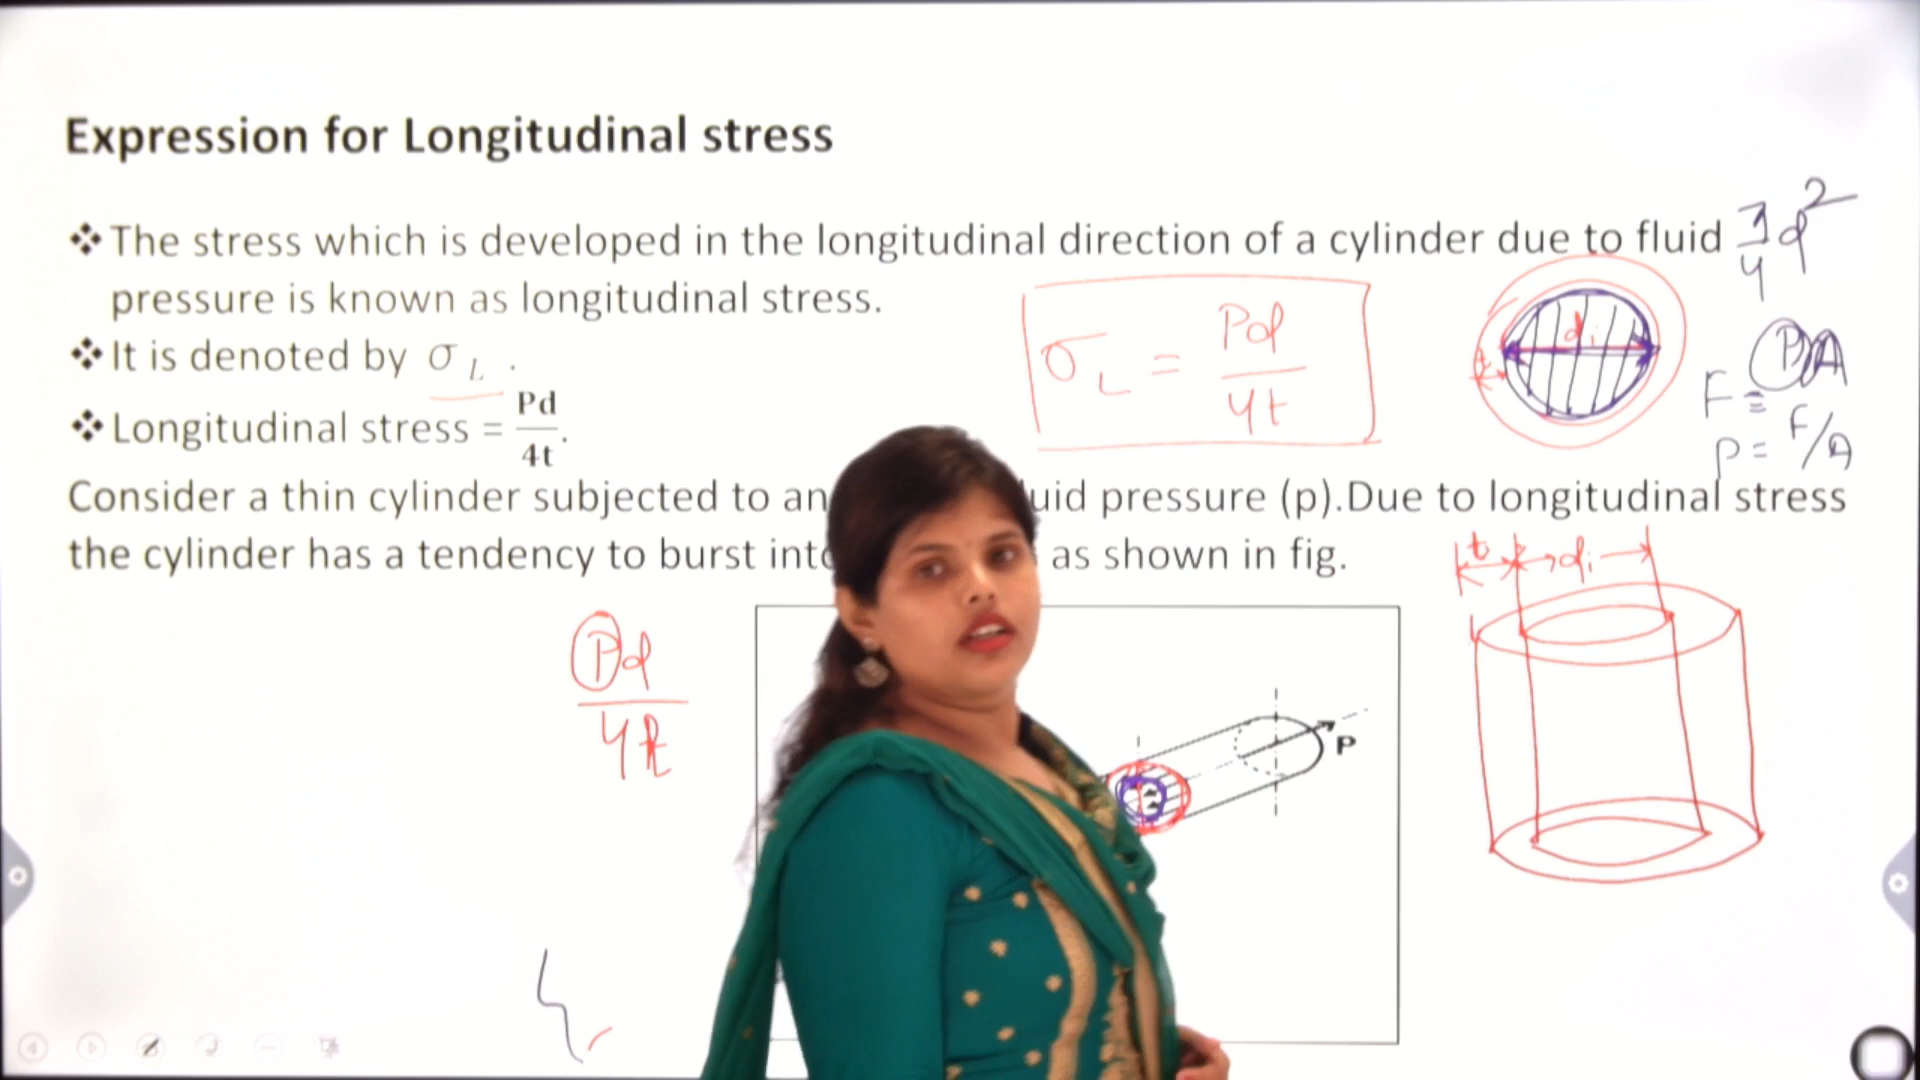 Expression for Longitudinal stress
❖ The stress which is developed in the longitudinal direction of a cylinder due to fluid
pressure is known as longitudinal stress.
❖ It is denoted by σ L .
❖ Longitudinal stress = Pd/4t.
π/4 d²
σL = Pd/4t
di
t
F = P×A
P = F/A
Consider a thin cylinder subjected to an uid pressure (p).Due to longitudinal stress
the cylinder has a tendency to burst into as shown in fig.
t di
Pd/4t
P